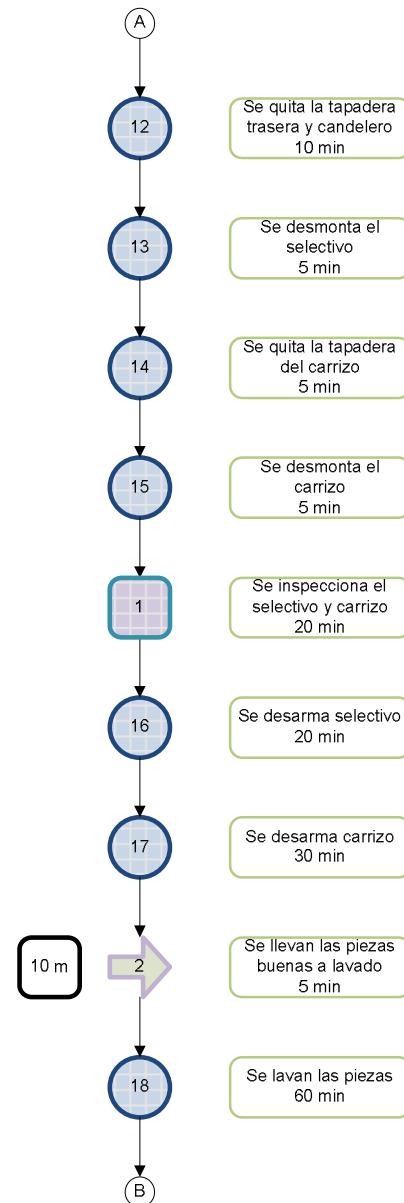 A
12
Se quita la tapadera
trasera y candelero
10 min
13
Se desmonta el
selectivo
5 min
14
Se quita la tapadera
del carrizo
5 min
15
Se desmonta el
carrizo
5 min
1
Se inspecciona el
selectivo y carrizo
20 min
16
Se desarma selectivo
20 min
17
Se desarma carrizo
30 min
10 m
2
Se llevan las piezas
buenas a lavado
5 min
18
Se lavan las piezas
60 min
B